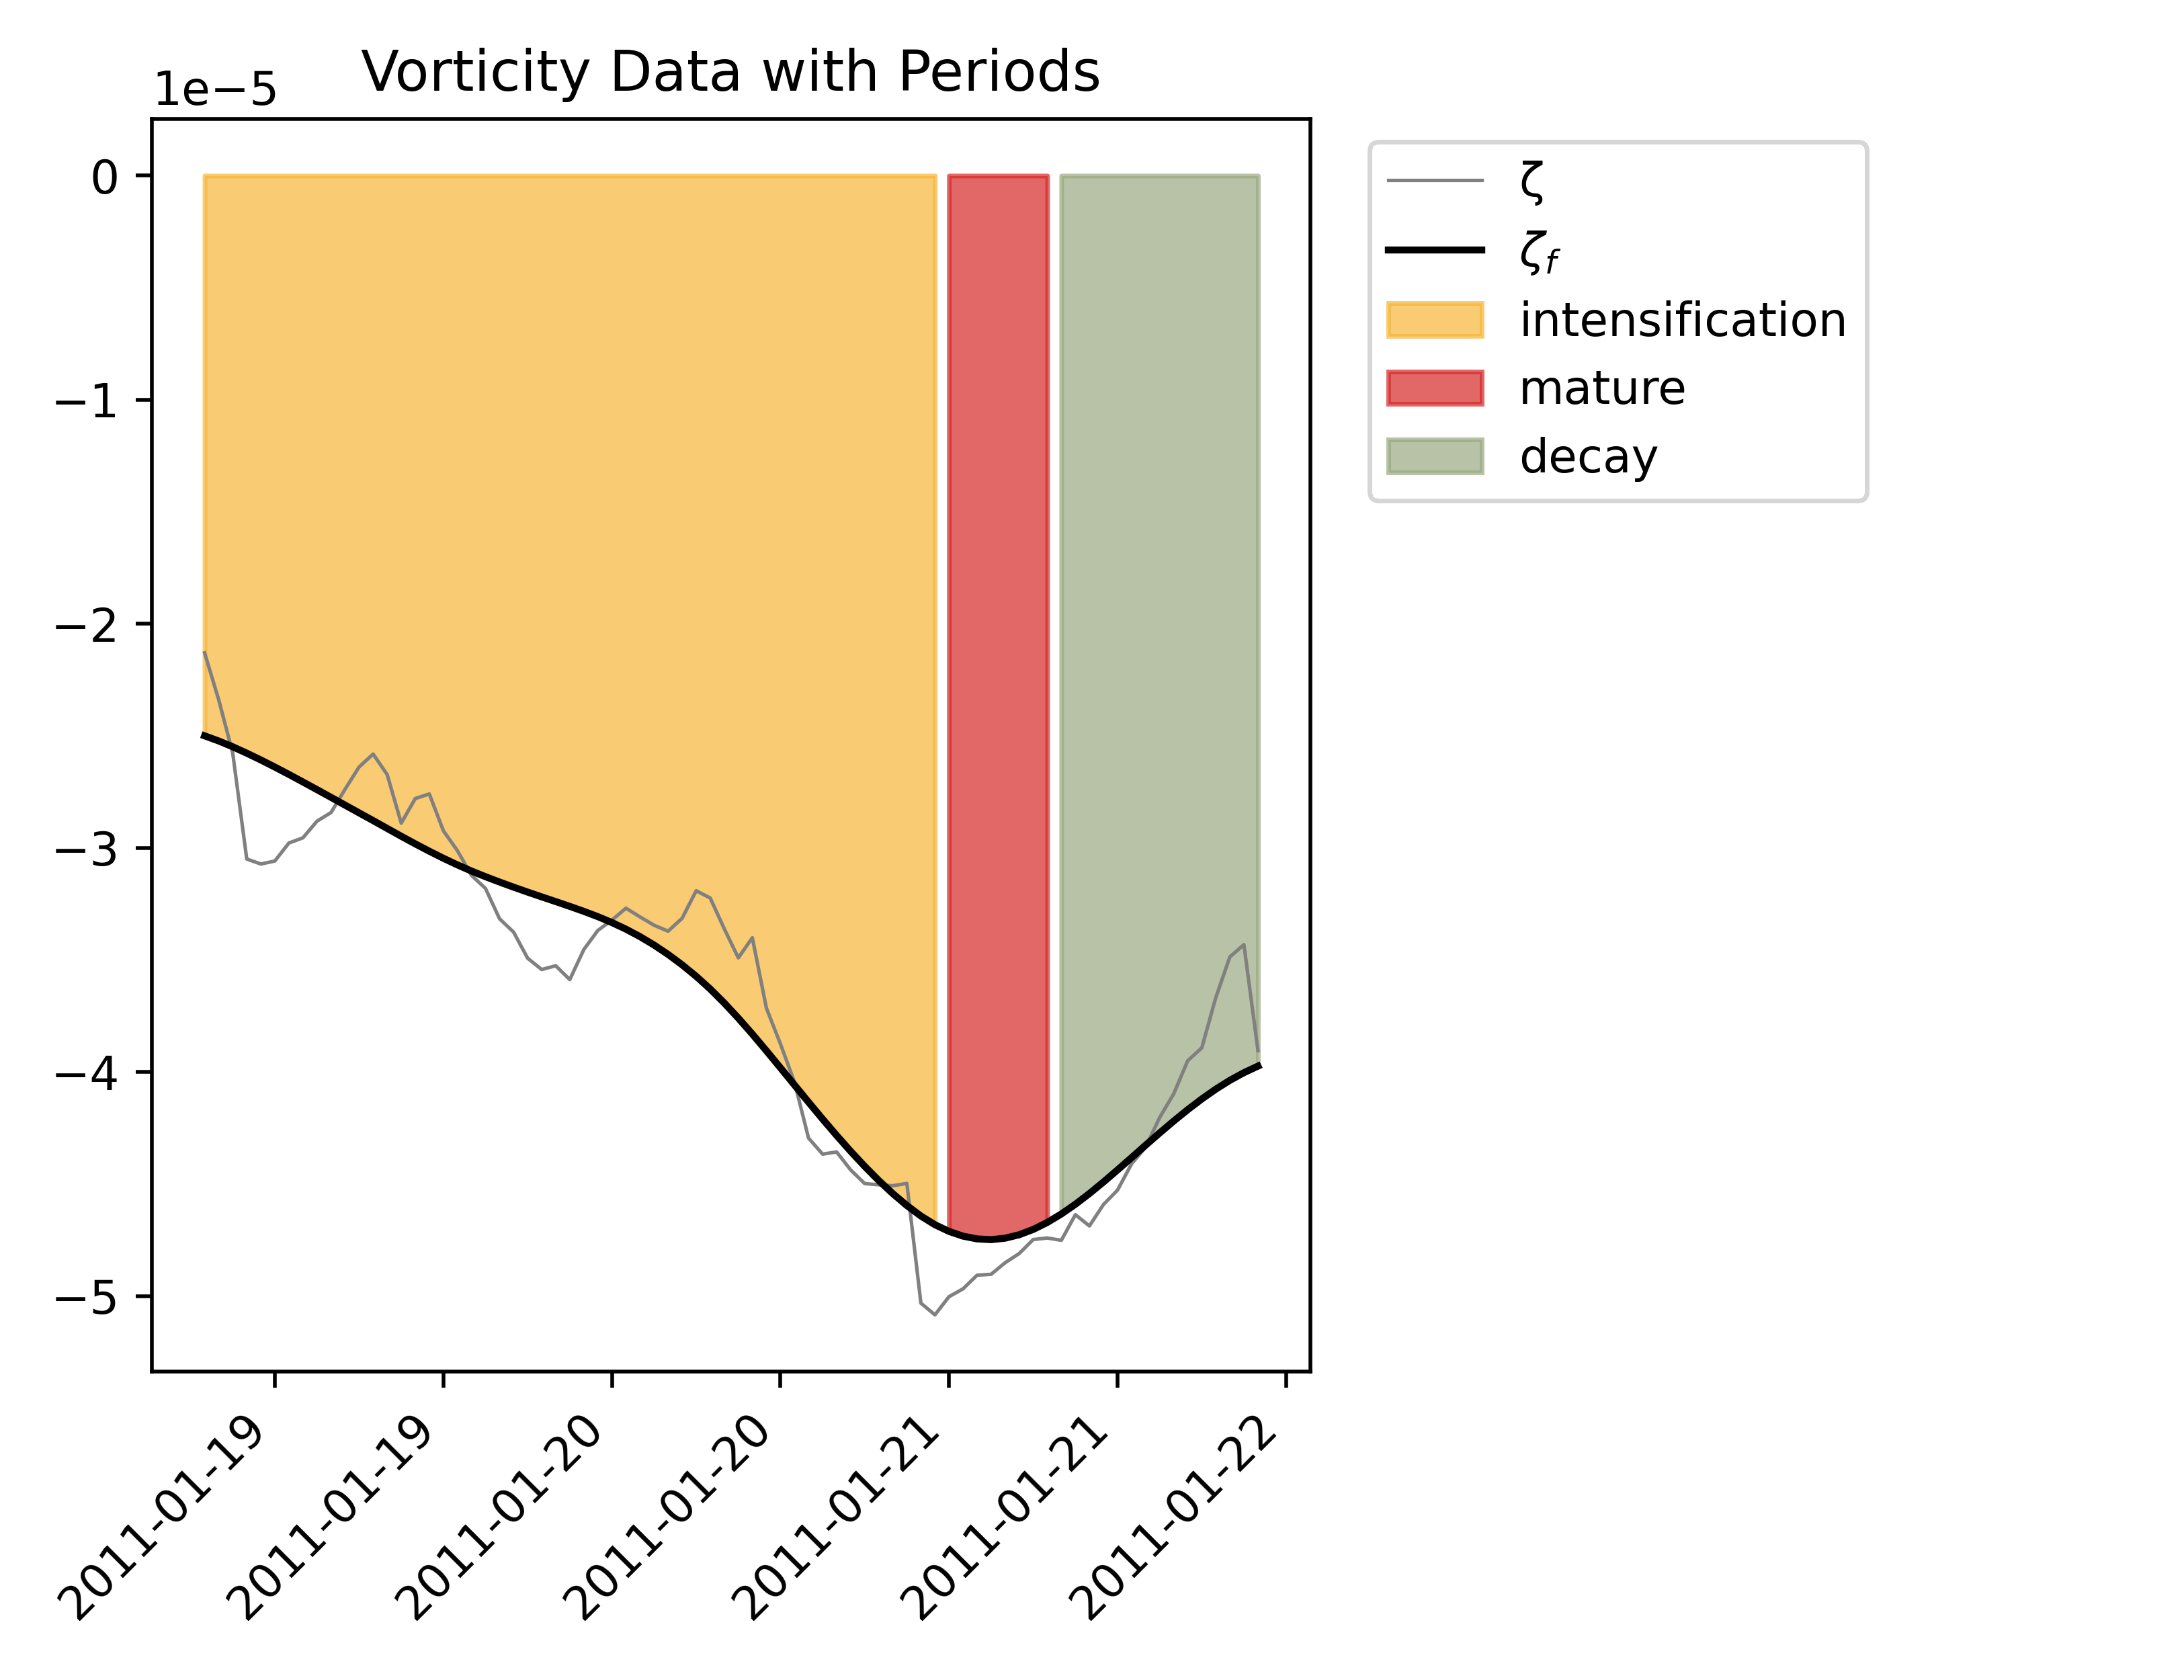 Vorticity Data with Periods
1e−5
0
−1
−2
−3
−4
−5
2011-01-19
2011-01-19
2011-01-20
2011-01-20
2011-01-21
2011-01-21
2011-01-22
ζ
ζf
intensification
mature
decay